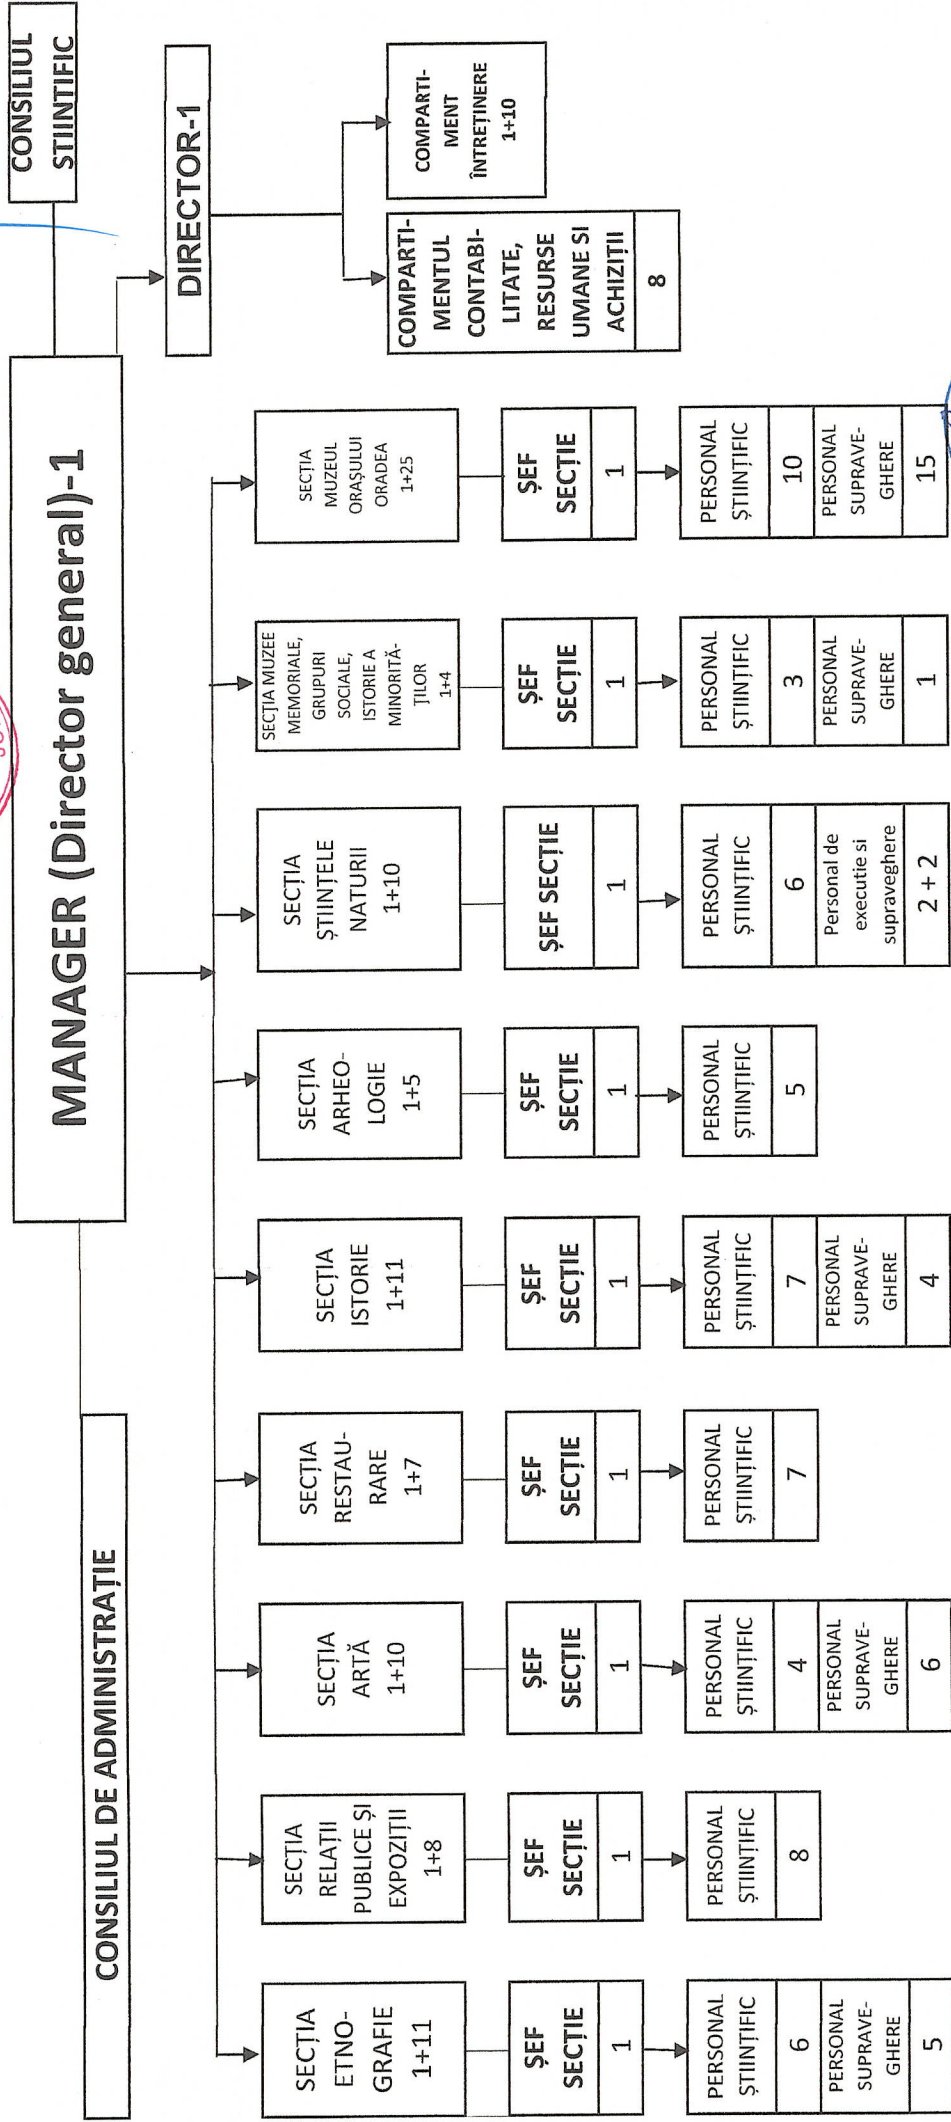 CONSILIUL
STIINTIFIC
MANAGER (Director general)-1
CONSILIUL DE ADMINISTRAȚIE
DIRECTOR-1
COMPARTI-
MENTUL
CONTABI-
LITATE,
RESURSE
UMANE SI
ACHIZIȚII
8
COMPARTI-
MENT
ÎNTREȚINERE
1+10
SECȚIA
ETNO-
GRAFIE
1+11
ȘEF
SECȚIE
1
PERSONAL
ȘTIINȚIFIC
6
PERSONAL
SUPRAVE-
GHERE
5
SECȚIA
RELAȚII
PUBLICE ȘI
EXPOZIȚII
1+8
ȘEF
SECȚIE
1
PERSONAL
ȘTIINȚIFIC
8
SECȚIA
ARTĂ
1+10
ȘEF
SECȚIE
1
PERSONAL
ȘTIINȚIFIC
4
PERSONAL
SUPRAVE-
GHERE
6
SECȚIA
RESTAU-
RARE
1+7
ȘEF
SECȚIE
1
PERSONAL
ȘTIINȚIFIC
7
SECȚIA
ISTORIE
1+11
ȘEF
SECȚIE
1
PERSONAL
ȘTIINȚIFIC
7
PERSONAL
SUPRAVE-
GHERE
4
SECȚIA
ARHEO-
LOGIE
1+5
ȘEF
SECȚIE
1
PERSONAL
ȘTIINȚIFIC
5
SECȚIA
ȘTIINȚELE
NATURII
1+10
ȘEF SECȚIE
1
PERSONAL
ȘTIINȚIFIC
6
Personal de
executie si
supraveghere
2 + 2
SECȚIA MUZEE
MEMORIALE,
GRUPURI
SOCIALE,
ISTORIE A
MINORITĂ-
ȚILOR
1+4
ȘEF
SECȚIE
1
PERSONAL
ȘTIINȚIFIC
3
PERSONAL
SUPRAVE-
GHERE
1
SECȚIA
MUZEUL
ORAȘULUI
ORADEA
1+25
ȘEF
SECȚIE
1
PERSONAL
ȘTIINȚIFIC
10
PERSONAL
SUPRAVE-
GHERE
15